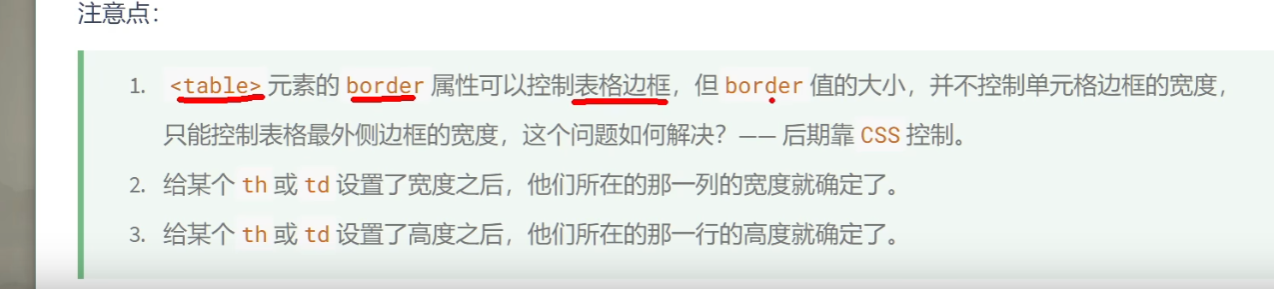 注意点：
1. <table> 元素的 border 属性可以控制表格边框，但 border 值的大小，并不控制单元格边框的宽度，
只能控制表格最外侧边框的宽度，这个问题如何解决？—— 后期靠 CSS 控制。
2. 给某个 th 或 td 设置了宽度之后，他们所在的那一列的宽度就确定了。
3. 给某个 th 或 td 设置了高度之后，他们所在的那一行的高度就确定了。